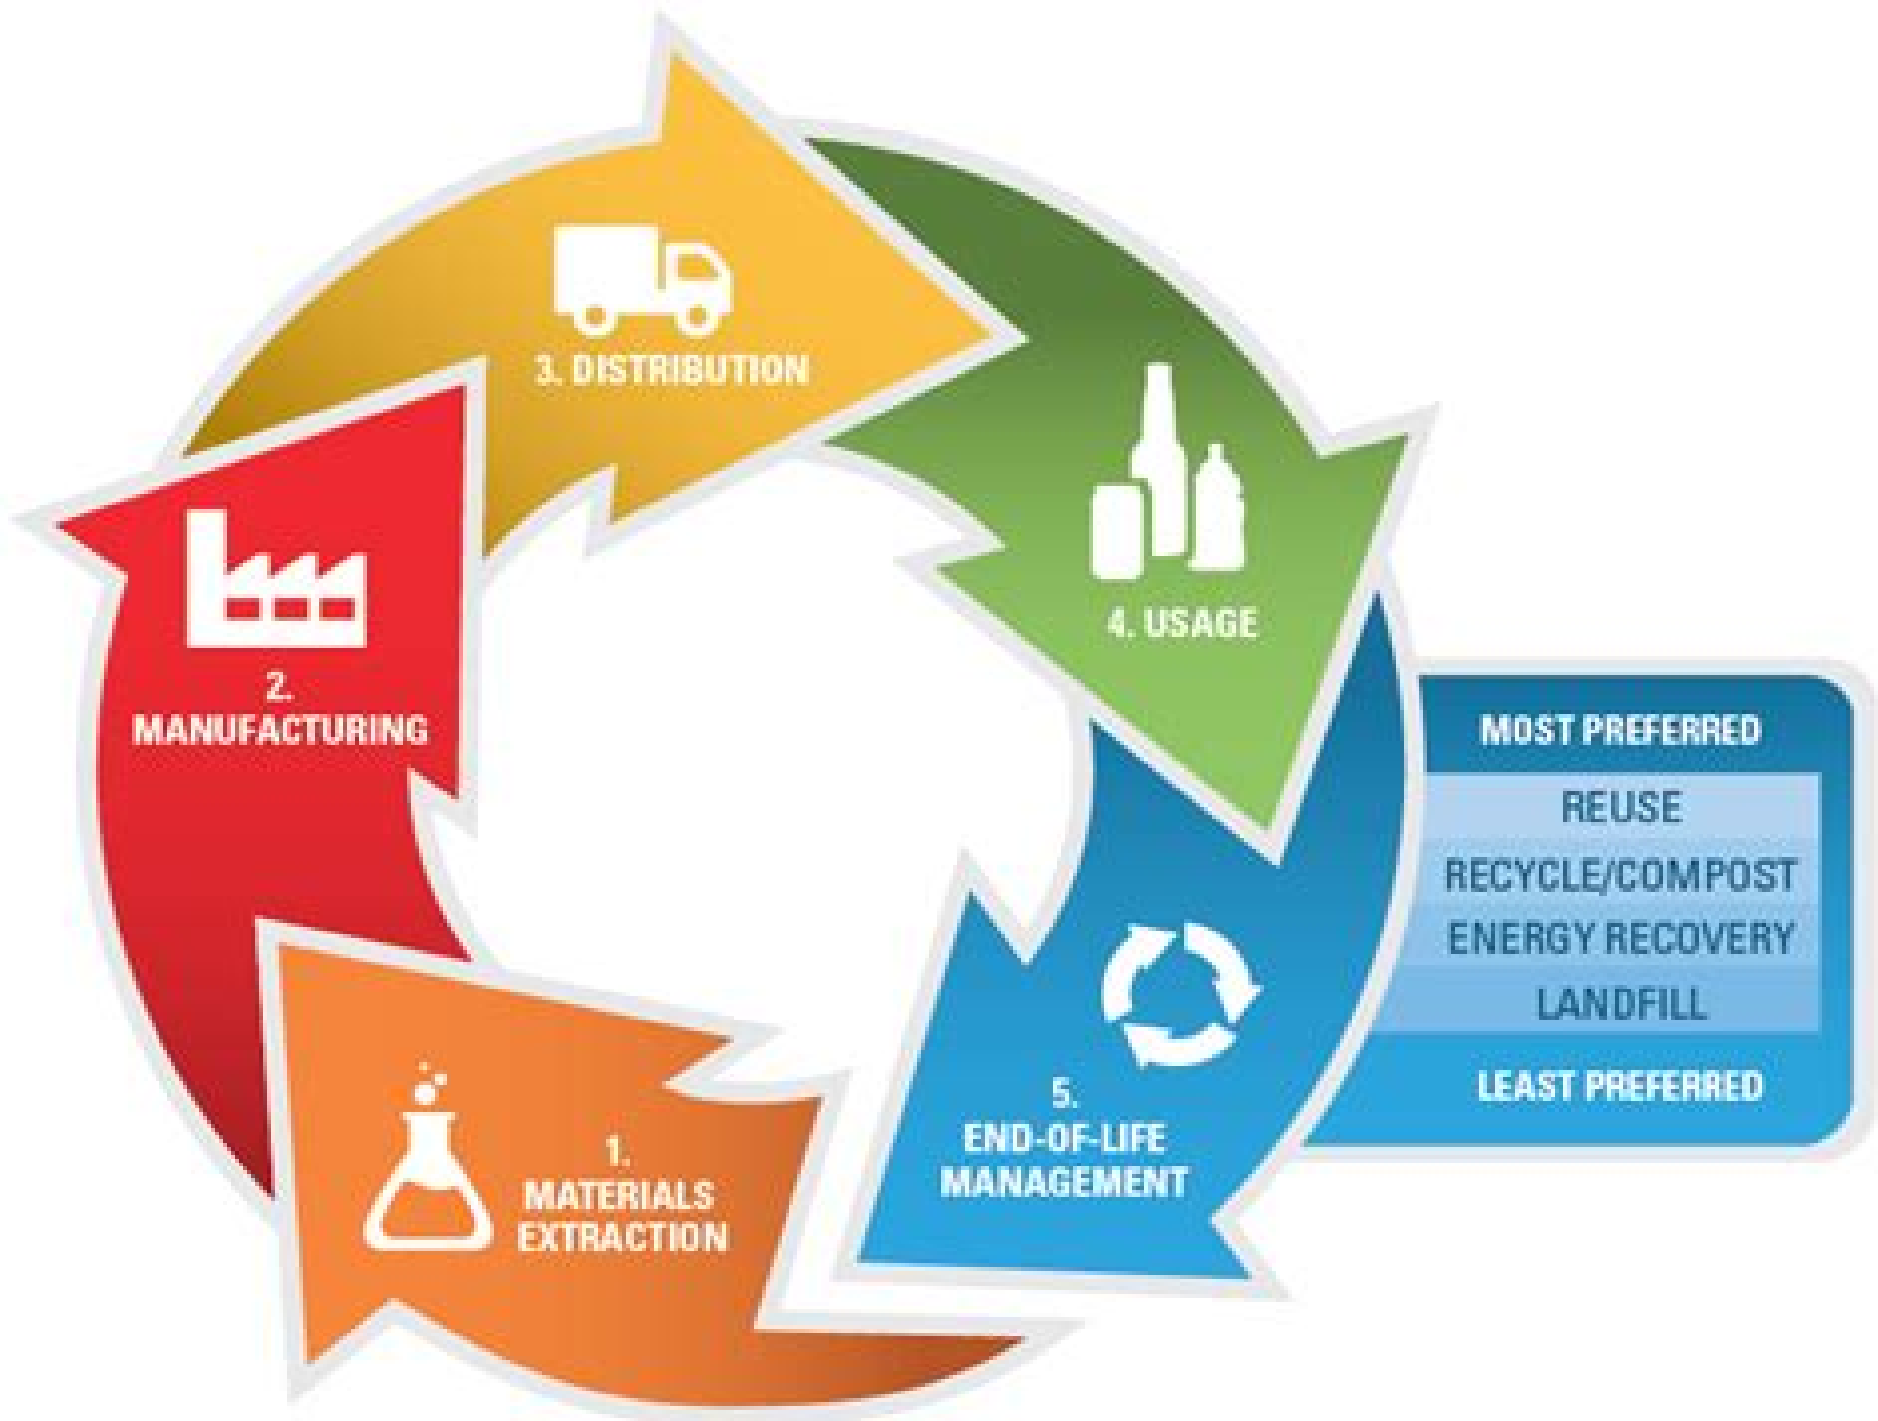 3. DISTRIBUTION
4. USAGE
2.
MANUFACTURING
MOST PREFERRED
REUSE
RECYCLE/COMPOST
ENERGY RECOVERY
LANDFILL
LEAST PREFERRED
5.
END-OF-LIFE
MANAGEMENT
1.
MATERIALS
EXTRACTION